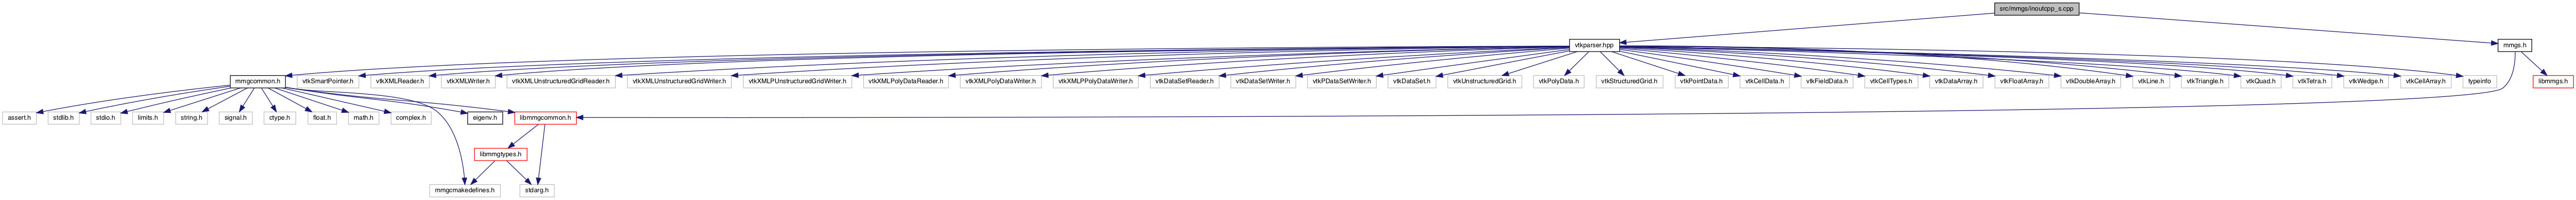 src/mmgs/inoutcpp_s.cpp
vtkparser.hpp
mmgs.h
mmgcommon.h
vtkSmartPointer.h
vtkXMLReader.h
vtkXMLWriter.h
vtkXMLUnstructuredGridReader.h
vtkXMLUnstructuredGridWriter.h
vtkXMLPUnstructuredGridWriter.h
vtkXMLPolyDataReader.h
vtkXMLPolyDataWriter.h
vtkXMLPPolyDataWriter.h
vtkDataSetReader.h
vtkDataSetWriter.h
vtkPDataSetWriter.h
vtkDataSet.h
vtkUnstructuredGrid.h
vtkPolyData.h
vtkStructuredGrid.h
vtkPointData.h
vtkCellData.h
vtkFieldData.h
vtkCellTypes.h
vtkDataArray.h
vtkFloatArray.h
vtkDoubleArray.h
vtkLine.h
vtkTriangle.h
vtkQuad.h
vtkTetra.h
vtkWedge.h
vtkCellArray.h
typeinfo
libmmgs.h
assert.h
stdlib.h
stdio.h
limits.h
string.h
signal.h
ctype.h
float.h
math.h
complex.h
eigenv.h
libmmgcommon.h
libmmgtypes.h
mmgcmakedefines.h
stdarg.h